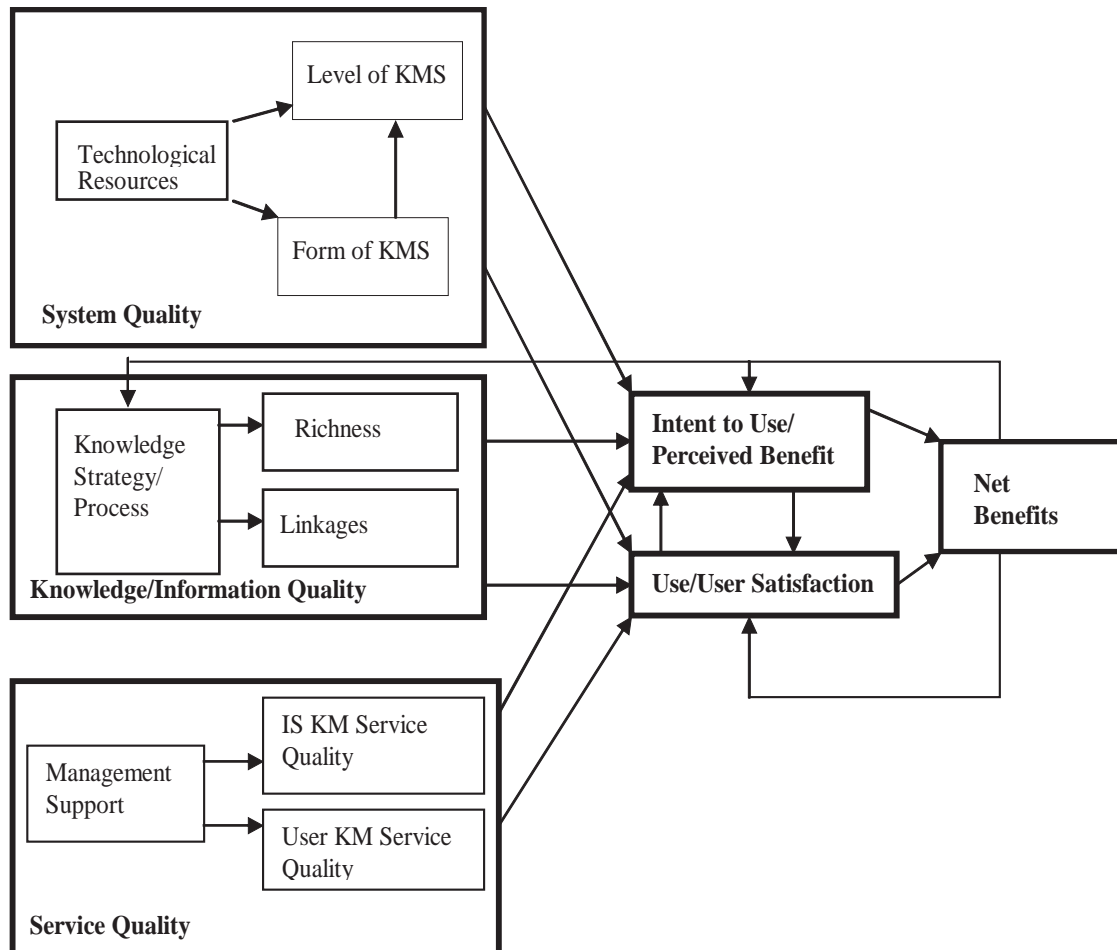 Level of KMS
Technological
Resources
Form of KMS
System Quality
Knowledge
Strategy/
Process
Richness
Linkages
Knowledge/Information Quality
Intent to Use/
Perceived Benefit
Use/User Satisfaction
Net
Benefits
Management
Support
IS KM Service
Quality
User KM Service
Quality
Service Quality